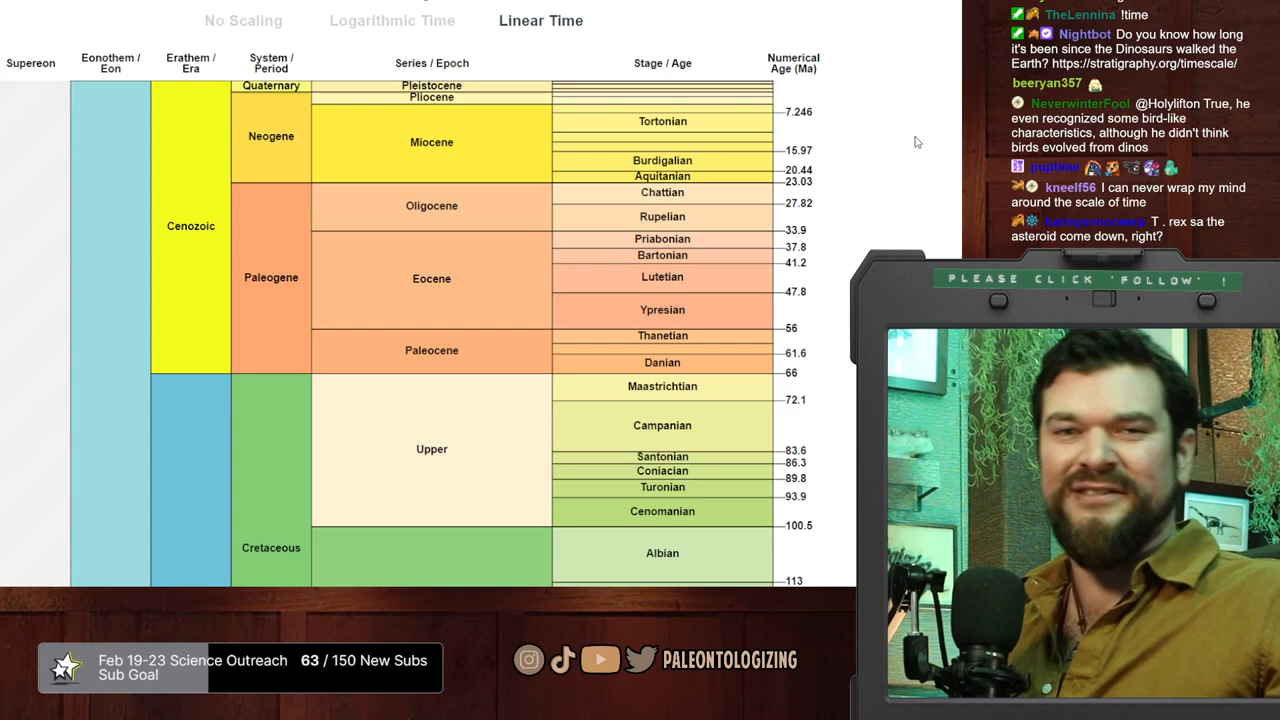 No Scaling
Logarithmic Time
Linear Time
Supereon
Eonothem /
Eon
Erathem /
Era
System /
Period
Series / Epoch
Stage / Age
Numerical
Age (Ma)
Quaternary
Pleistocene
Pliocene
7.246
Tortonian
Neogene
Miocene
15.97
Burdigalian
20.44
Aquitanian
23.03
Chattian
Oligocene
27.82
Rupelian
Cenozoic
33.9
Priabonian
37.8
Bartonian
41.2
Paleogene
Eocene
Lutetian
47.8
Ypresian
56
Thanetian
Paleocene
61.6
Danian
66
Maastrichtian
72.1
Campanian
Upper
83.6
Santonian
86.3
Coniacian
89.8
Turonian
93.9
Cenomanian
100.5
Cretaceous
Albian
113
TheLennina !time
Nightbot Do you know how long
it's been since the Dinosaurs walked the
Earth? https://stratigraphy.org/timescale/
beeryan357
NeverwinterFool @Holylifton True, he
even recognized some bird-like
characteristics, although he didn't think
birds evolved from dinos
puptime
kneelf56 I can never wrap my mind
around the scale of time
T . rex sa the
asteroid come down, right?
PLEASE CLICK 'FOLLOW' !
Feb 19-23 Science Outreach 63 / 150 New Subs
Sub Goal
PALEONTOLOGIZING